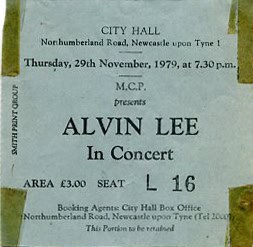 CITY HALL
Northumberland Road, Newcastle upon Tyne 1
Thursday, 29th November, 1979, at 7.30 p.m.
M.C.P.
presents
ALVIN LEE
In Concert
AREA £3.00 SEAT L 16
Booking Agents: City Hall Box Office
Northumberland Road, Newcastle upon Tyne (Tel 20007)
This Portion to be retained
SMITH PRINT GROUP